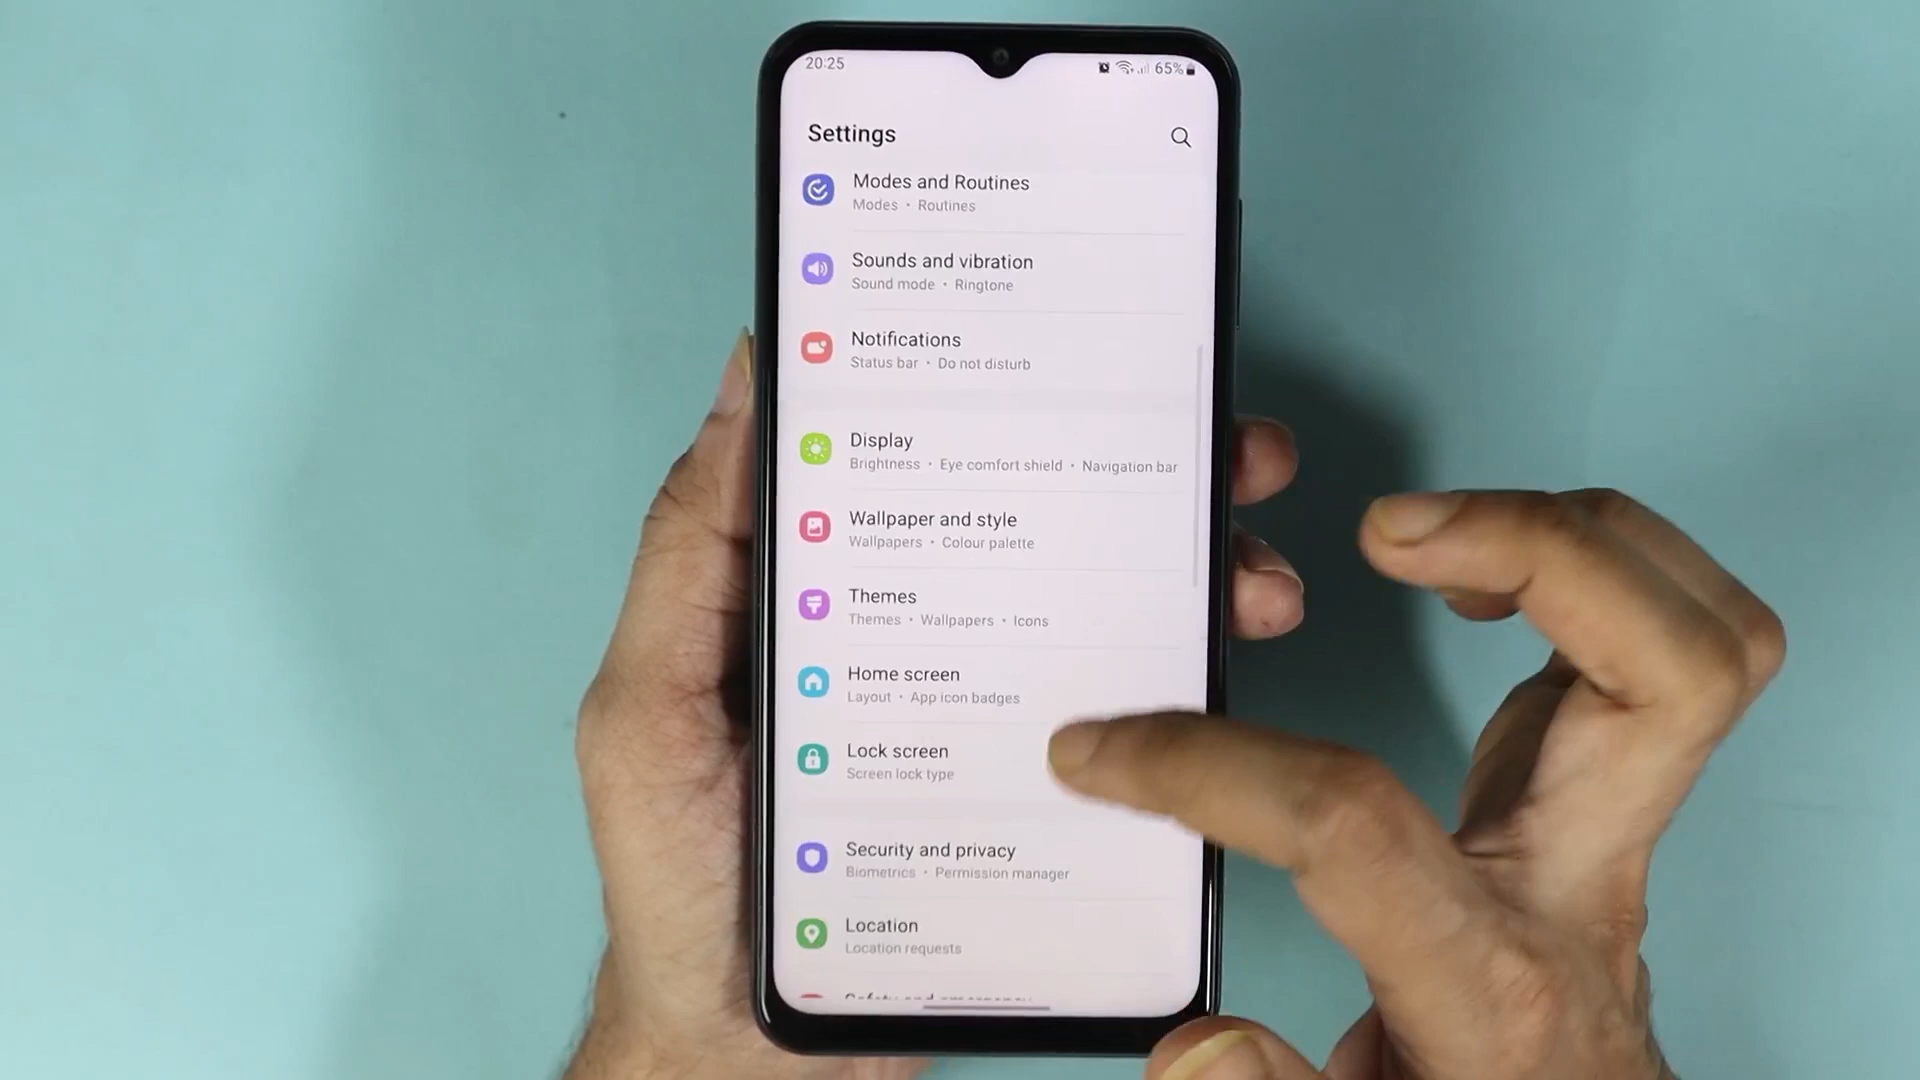 20:25
65%
Settings
Modes and Routines
Modes • Routines
Sounds and vibration
Sound mode • Ringtone
Notifications
Status bar • Do not disturb
Display
Brightness • Eye comfort shield • Navigation bar
Wallpaper and style
Wallpapers • Colour palette
Themes
Themes • Wallpapers • Icons
Home screen
Layout • App icon badges
Lock screen
Screen lock type
Security and privacy
Biometrics • Permission manager
Location
Location requests
Safety and emergency